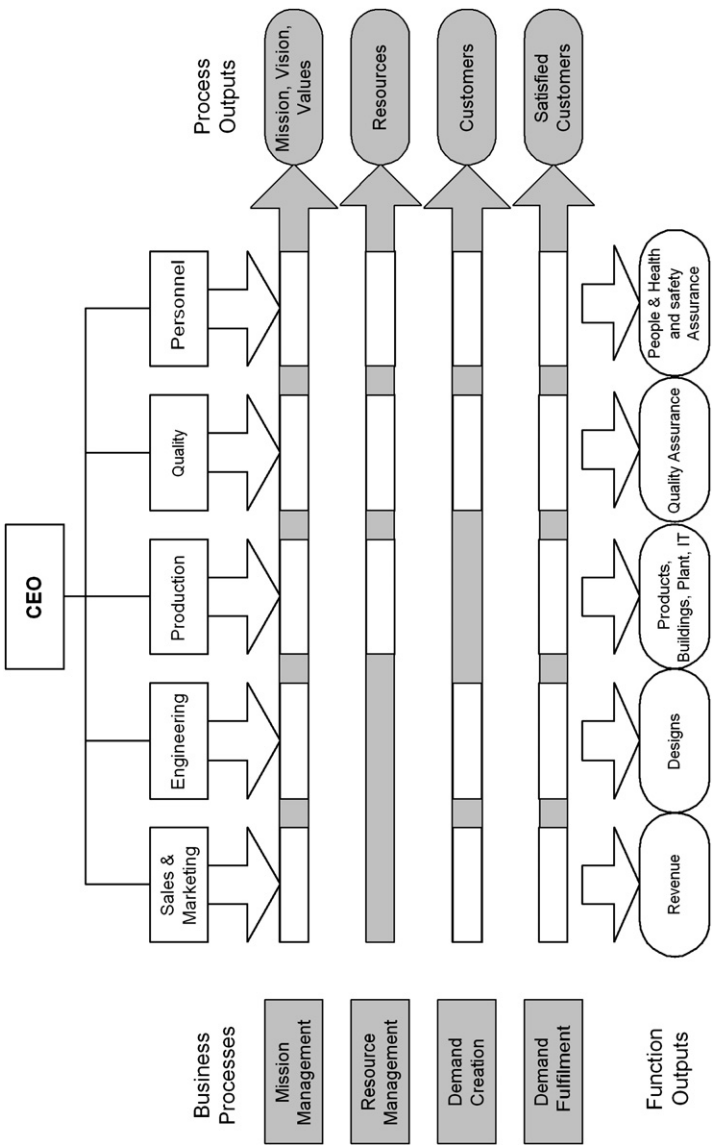 CEO
Sales &
Marketing
Engineering
Production
Quality
Personnel
Business
Processes
Process
Outputs
Mission
Management
Mission, Vision,
Values
Resource
Management
Resources
Demand
Creation
Customers
Demand
Fulfilment
Satisfied
Customers
Function
Outputs
Revenue
Designs
Products,
Buildings, Plant, IT
Quality Assurance
People & Health
and safety
Assurance